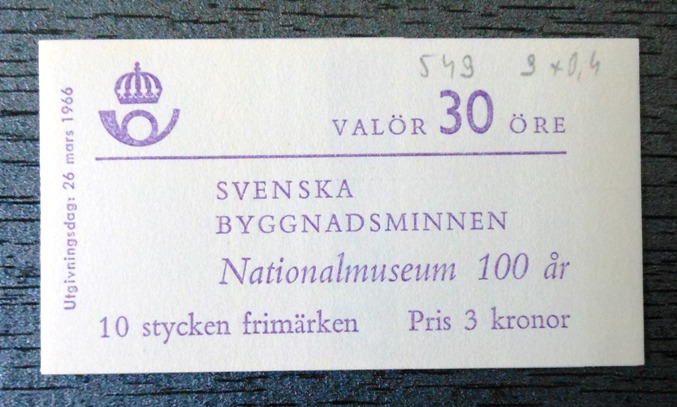 549 9 x 0,4
VALÖR 30 ÖRE
SVENSKA
BYGGNADSMINNEN
Nationalmuseum 100 år
10 stycken frimärken Pris 3 kronor
Utgivningsdag: 26 mars 1966